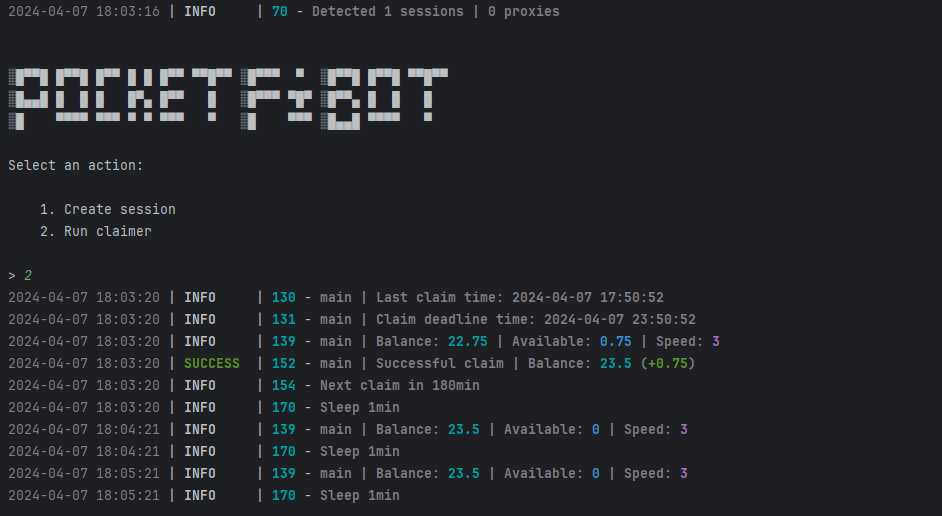 2024-04-07 18:03:16 | INFO | 70 - Detected 1 sessions | 0 proxies
POCKET FI BOT
Select an action:
1. Create session
2. Run claimer
> 2
2024-04-07 18:03:20 | INFO | 130 - main | Last claim time: 2024-04-07 17:50:52
2024-04-07 18:03:20 | INFO | 131 - main | Claim deadline time: 2024-04-07 23:50:52
2024-04-07 18:03:20 | INFO | 139 - main | Balance: 22.75 | Available: 0.75 | Speed: 3
2024-04-07 18:03:20 | SUCCESS | 152 - main | Successful claim | Balance: 23.5 (+0.75)
2024-04-07 18:03:20 | INFO | 154 - Next claim in 180min
2024-04-07 18:03:20 | INFO | 170 - Sleep 1min
2024-04-07 18:04:21 | INFO | 139 - main | Balance: 23.5 | Available: 0 | Speed: 3
2024-04-07 18:04:21 | INFO | 170 - Sleep 1min
2024-04-07 18:05:21 | INFO | 139 - main | Balance: 23.5 | Available: 0 | Speed: 3
2024-04-07 18:05:21 | INFO | 170 - Sleep 1min